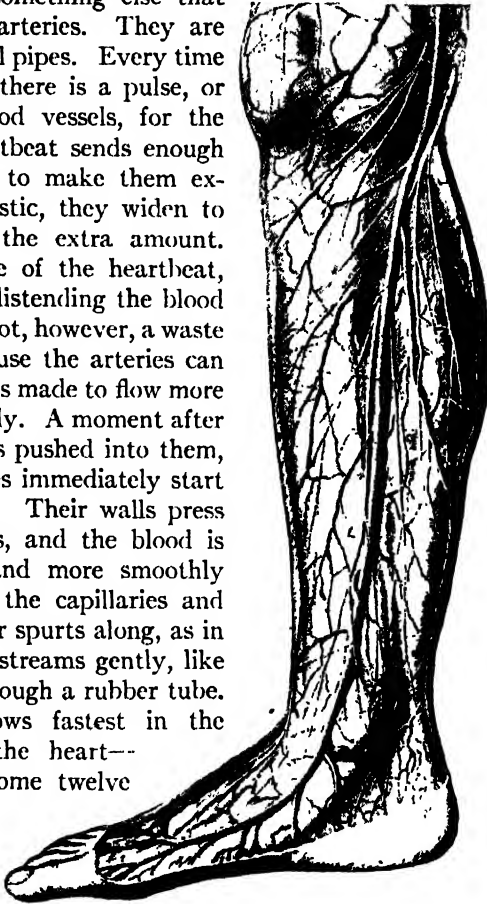 something else that
arteries. They are
l pipes. Every time
there is a pulse, or
od vessels, for the
tbeat sends enough
to make them ex-
stic, they widen to
the extra amount.
e of the heartbeat,
distending the blood
ot, however, a waste
use the arteries can
s made to flow more
ly. A moment after
s pushed into them,
s immediately start
Their walls press
s, and the blood is
nd more smoothly
the capillaries and
r spurts along, as in
streams gently, like
rough a rubber tube.
ows fastest in the
the heart—
ome twelve